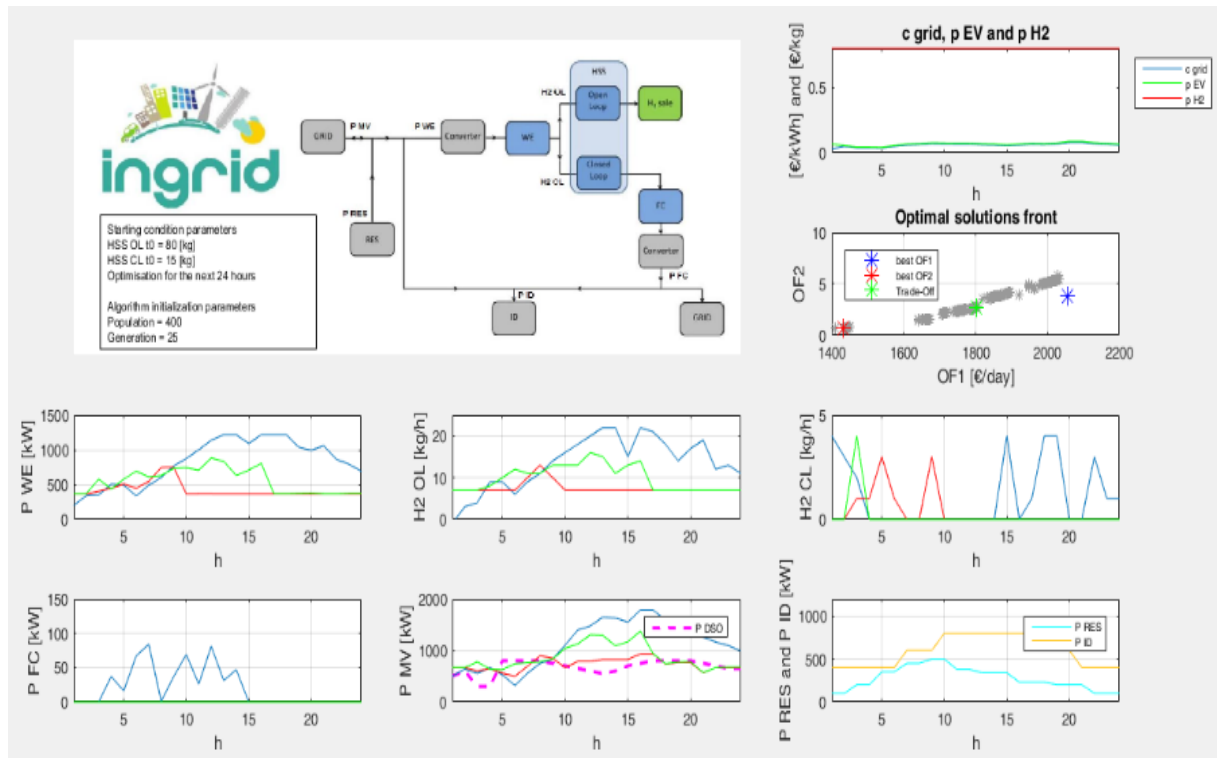 ingrid
Starting condition parameters
HSS OL t0 = 80 [kg]
HSS CL t0 = 15 [kg]
Optimisation for the next 24 hours
Algorithm initialization parameters
Population = 400
Generation = 25
GRID
P MV
P RES
RES
P WE
Converter
WE
H2 OL
H2 CL
HSS
Open
Loop
Closed
Loop
H₂ sale
FC
Converter
P FC
P ID
ID
GRID
c grid, p EV and p H2
[€/kWh] and [€/kg]
0.5
0
5 10 15 20
h
c grid
p EV
p H2
Optimal solutions front
OF2
10
5
0
best OF1
best OF2
Trade-Off
1400 1600 1800 2000 2200
OF1 [€/day]
P WE [kW]
1500
1000
500
0
5 10 15 20
h
H2 OL [kg/h]
20
10
0
5 10 15 20
h
H2 CL [kg/h]
5
0
5 10 15 20
h
P FC [kW]
150
100
50
0
5 10 15 20
h
P MV [kW]
2000
1000
0
P DSO
5 10 15 20
h
P RES and P ID [kW]
1000
500
0
P RES
P ID
5 10 15 20
h